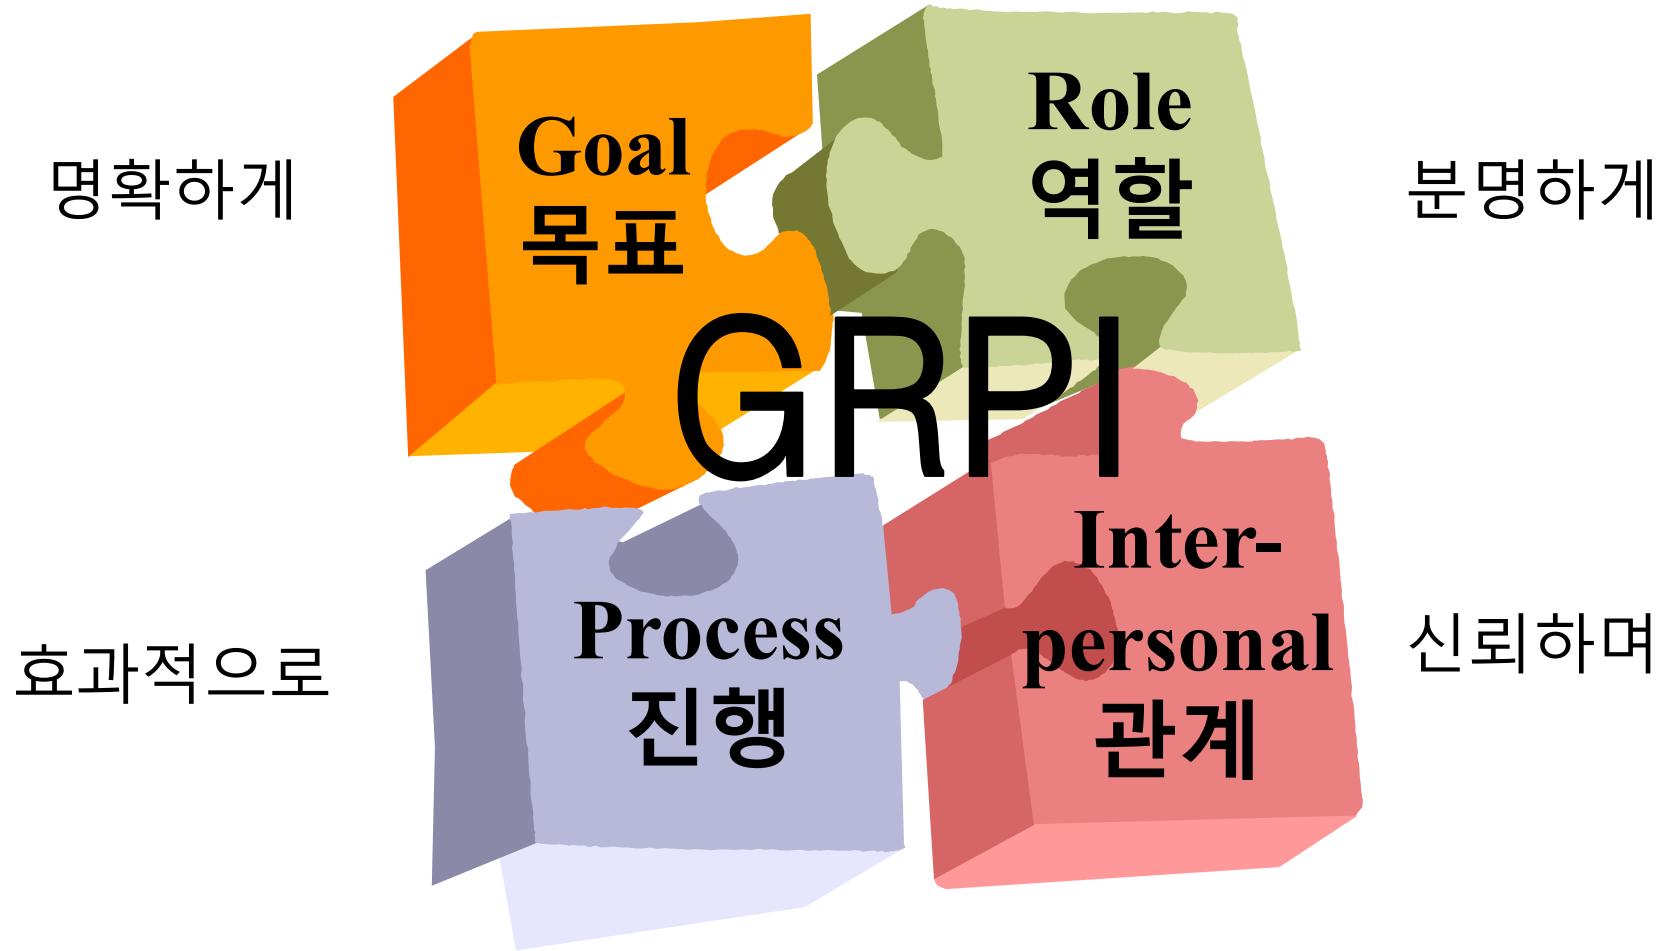 명확하게
Goal
목표
Role
역할
분명하게
GRPI
효과적으로
Process
진행
Inter-
personal
관계
신뢰하며